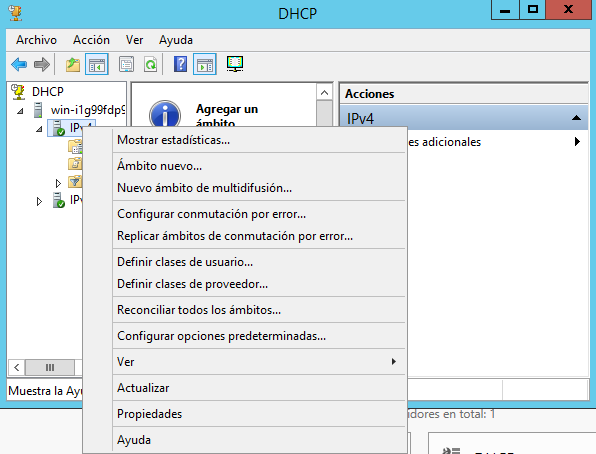 DHCP
Archivo Acción Ver Ayuda
DHCP
win-i1g99fdp9
IPv4
Agregar un
ámbito
Acciones
IPv4
es adicionales
Mostrar estadísticas...
Ámbito nuevo...
Nuevo ámbito de multidifusión...
Configurar conmutación por error...
Replicar ámbitos de conmutación por error...
Definir clases de usuario...
Definir clases de proveedor...
Reconciliar todos los ámbitos...
Configurar opciones predeterminadas...
Ver
Actualizar
Propiedades
Ayuda
Muestra la Ay
idores en total: 1